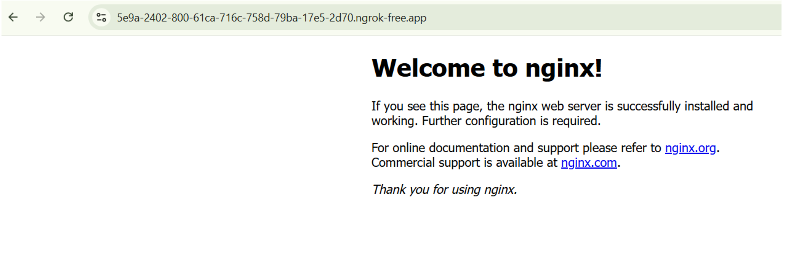 5e9a-2402-800-61ca-716c-758d-79ba-17e5-2d70.ngrok-free.app
Welcome to nginx!
If you see this page, the nginx web server is successfully installed and
working. Further configuration is required.
For online documentation and support please refer to nginx.org.
Commercial support is available at nginx.com.
Thank you for using nginx.